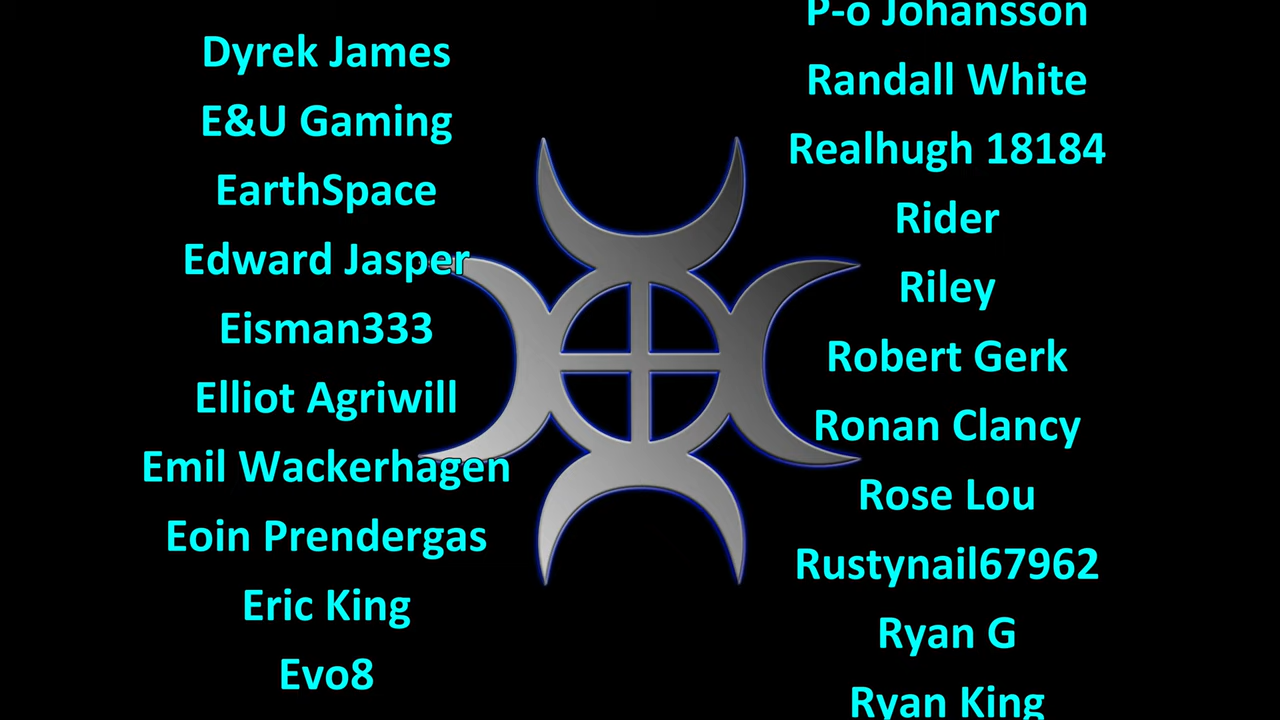 Dyrek James
E&U Gaming
EarthSpace
Edward Jasper
Eisman333
Elliot Agriwill
Emil Wackerhagen
Eoin Prendergas
Eric King
Evo8
P-o Johansson
Randall White
Realhugh 18184
Rider
Riley
Robert Gerk
Ronan Clancy
Rose Lou
Rustynail67962
Ryan G
Ryan King